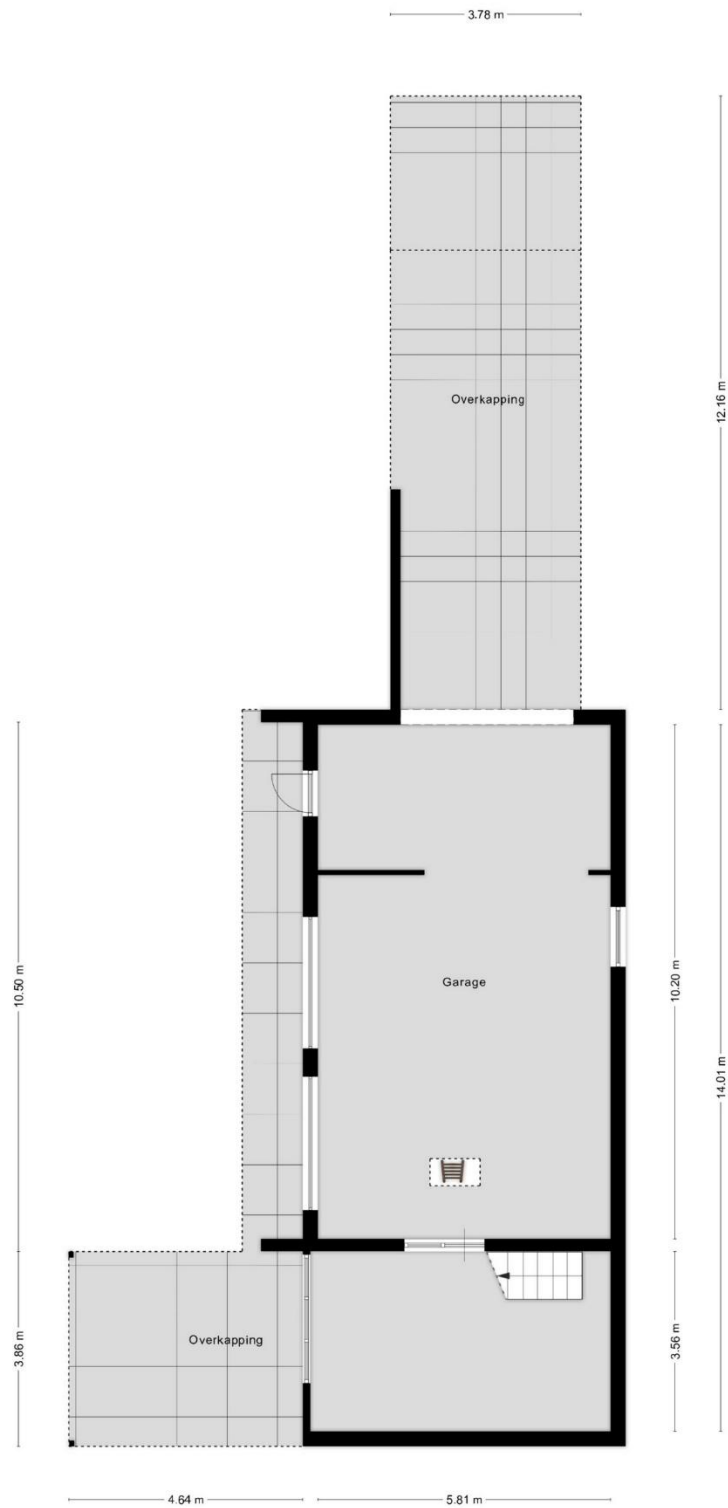 3.78 m
12.16 m
Overkapping
10.50 m
Garage
10.20 m
14.01 m
Overkapping
3.86 m
3.56 m
4.64 m
5.81 m